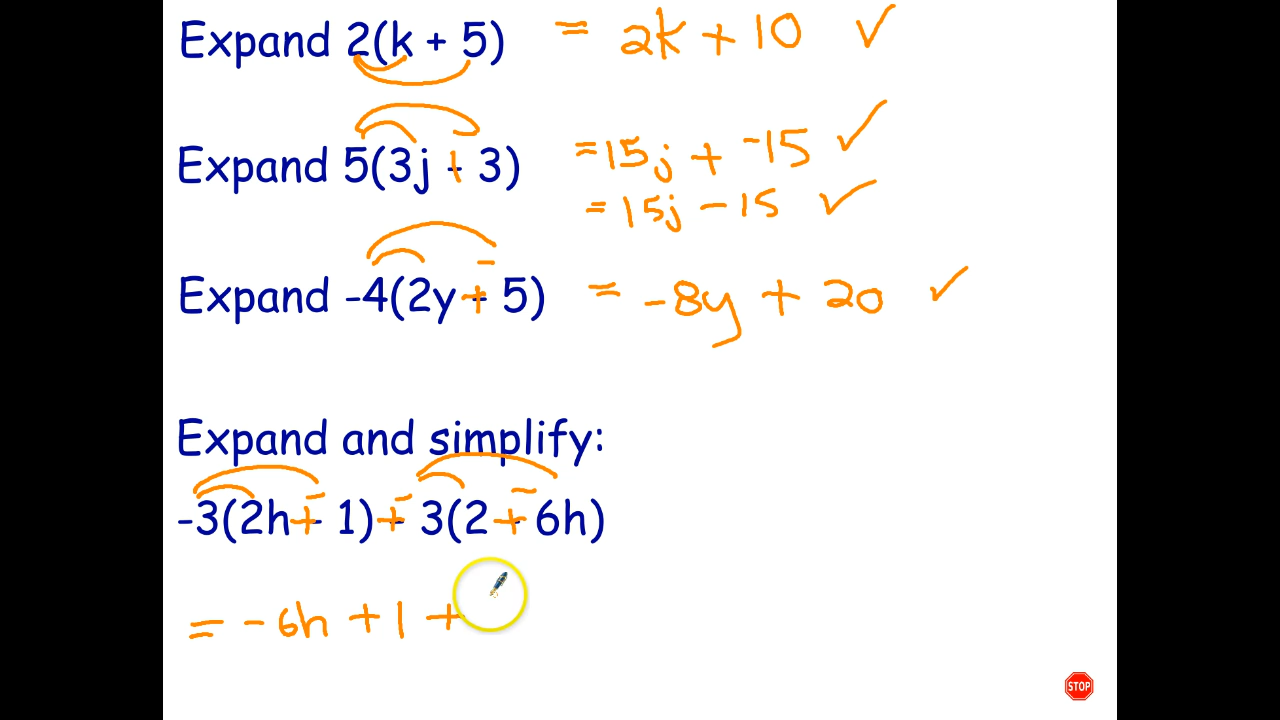 Expand 2(k + 5) = 2k + 10 ✓
Expand 5(3j - 3) = 15j + -15 ✓
= 15j - 15 ✓
Expand -4(2y - 5) = -8y + 20 ✓
Expand and simplify:
-3(2h - 1) - 3(2 - 6h)
= -6h + 1 +
STOP